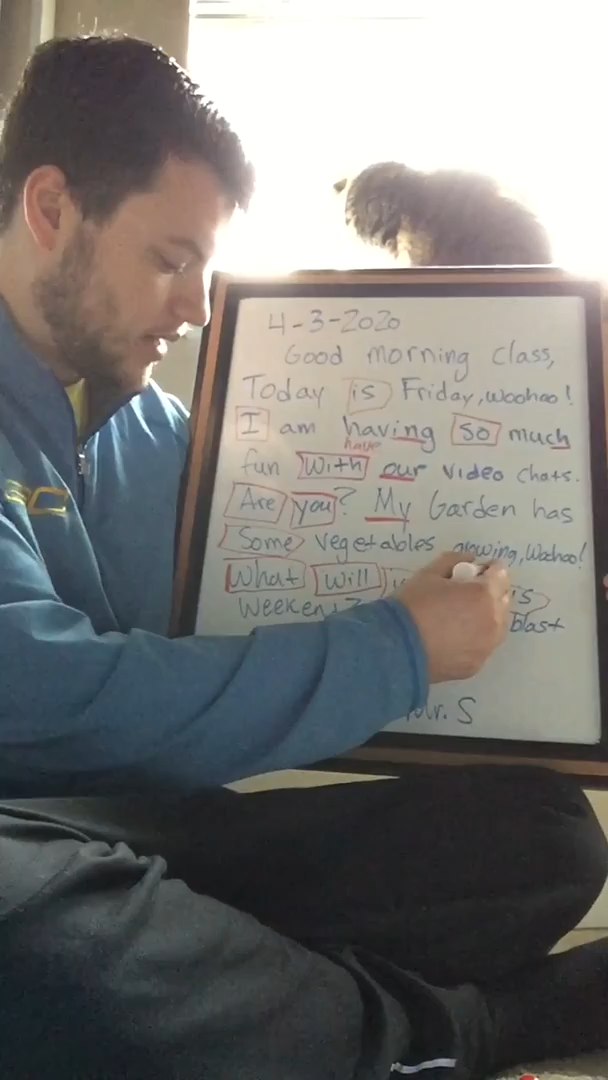 4-3-2020
Good morning class,
Today is Friday, woohoo!
I am having so much
have
fun with our video chats.
Are you? My Garden has
Some vegetables growing, Woohoo!
What will is
Weekend? blast
Mr. S